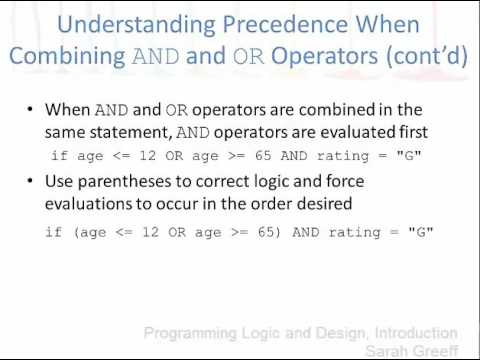 Understanding Precedence When
Combining AND and OR Operators (cont'd)
• When AND and OR operators are combined in the
same statement, AND operators are evaluated first
if age <= 12 OR age >= 65 AND rating = "G"
• Use parentheses to correct logic and force
evaluations to occur in the order desired
if (age <= 12 OR age >= 65) AND rating = "G"
Programming Logic and Design, Introduction
Sarah Greeff